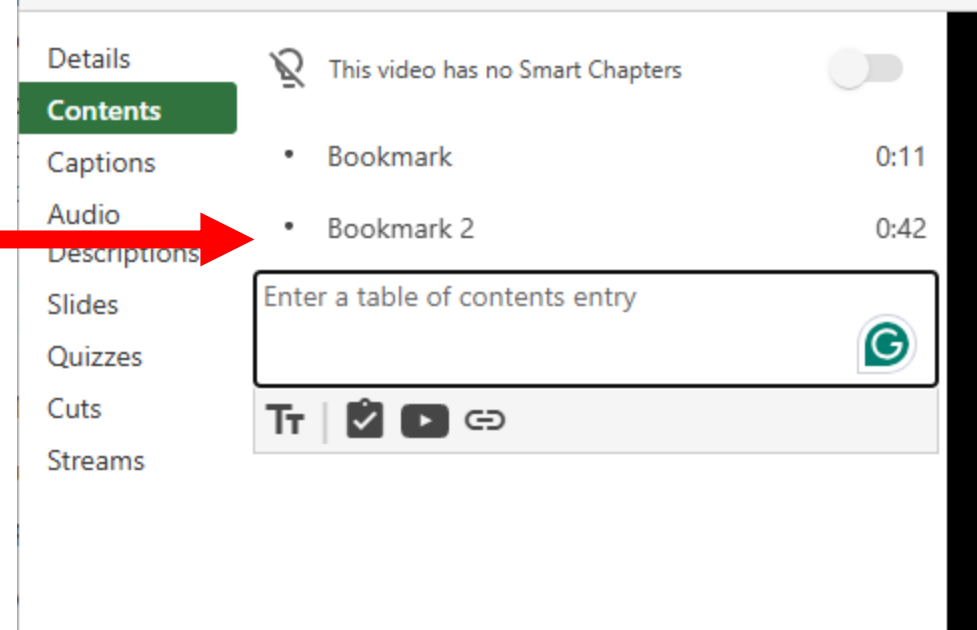 Details
Contents
Captions
Audio
Descriptions
Slides
Quizzes
Cuts
Streams
This video has no Smart Chapters
Bookmark 0:11
Bookmark 2 0:42
Enter a table of contents entry
G
TT